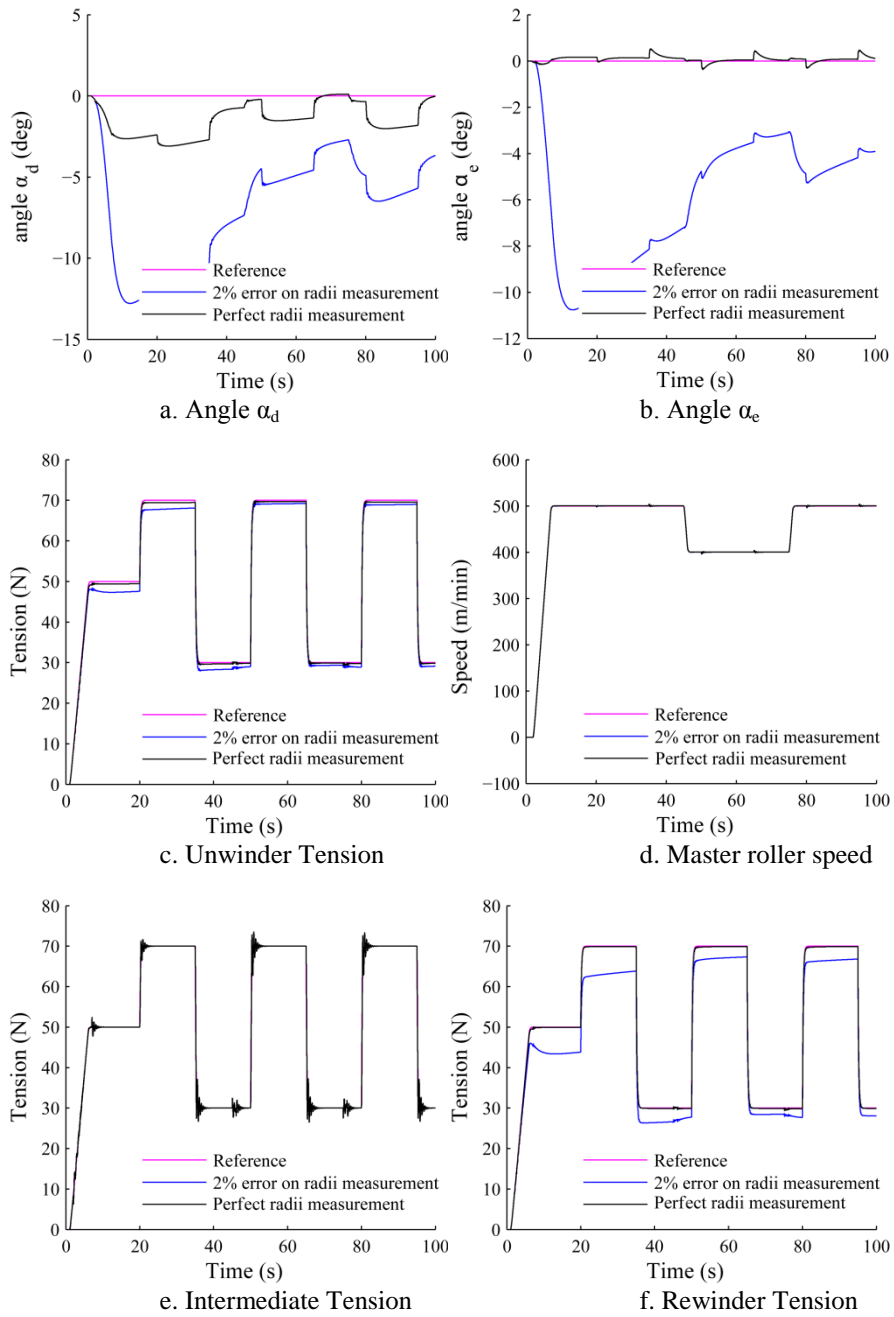 5
0
−5
−10
−15
angle α_d (deg)
0 20 40 60 80 100
Time (s)
Reference
2% error on radii measurement
Perfect radii measurement
a. Angle α_d
2
0
−2
−4
−6
−8
−10
−12
angle α_e (deg)
0 20 40 60 80 100
Time (s)
Reference
2% error on radii measurement
Perfect radii measurement
b. Angle α_e
80
70
60
50
40
30
20
10
0
Tension (N)
0 20 40 60 80 100
Time (s)
Reference
2% error on radii measurement
Perfect radii measurement
c. Unwinder Tension
600
500
400
300
200
100
0
−100
Speed (m/min)
0 20 40 60 80 100
Time (s)
Reference
2% error on radii measurement
Perfect radii measurement
d. Master roller speed
80
70
60
50
40
30
20
10
0
Tension (N)
0 20 40 60 80 100
Time (s)
Reference
2% error on radii measurement
Perfect radii measurement
e. Intermediate Tension
80
70
60
50
40
30
20
10
0
Tension (N)
0 20 40 60 80 100
Time (s)
Reference
2% error on radii measurement
Perfect radii measurement
f. Rewinder Tension